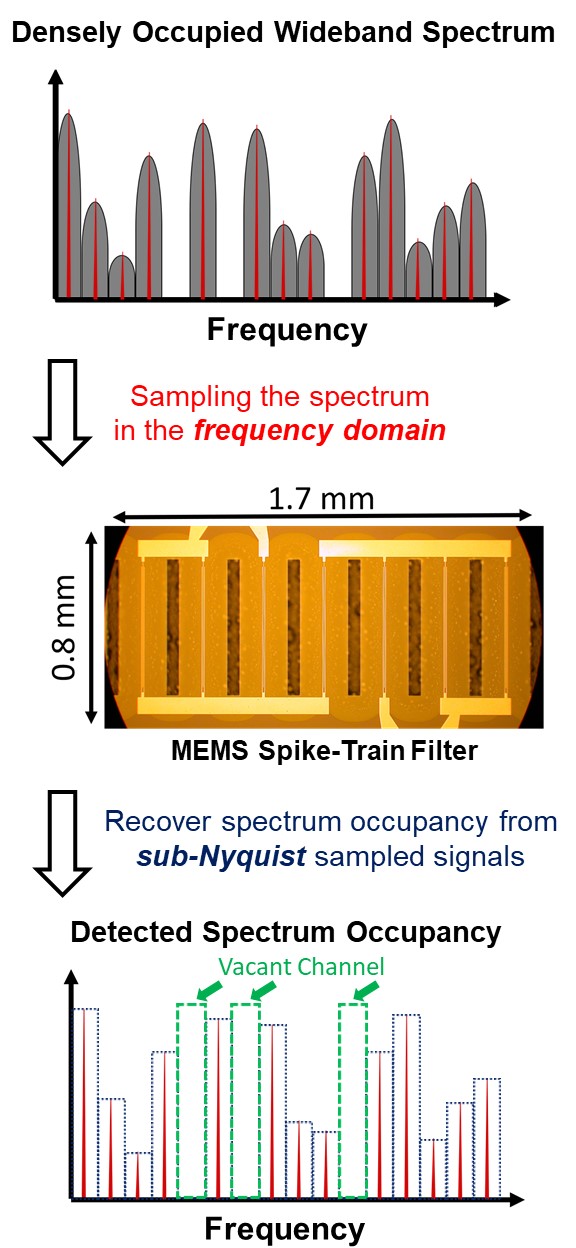 Densely Occupied Wideband Spectrum
Frequency
Sampling the spectrum
in the frequency domain
1.7 mm
0.8 mm
MEMS Spike-Train Filter
Recover spectrum occupancy from
sub-Nyquist sampled signals
Detected Spectrum Occupancy
Vacant Channel
Frequency